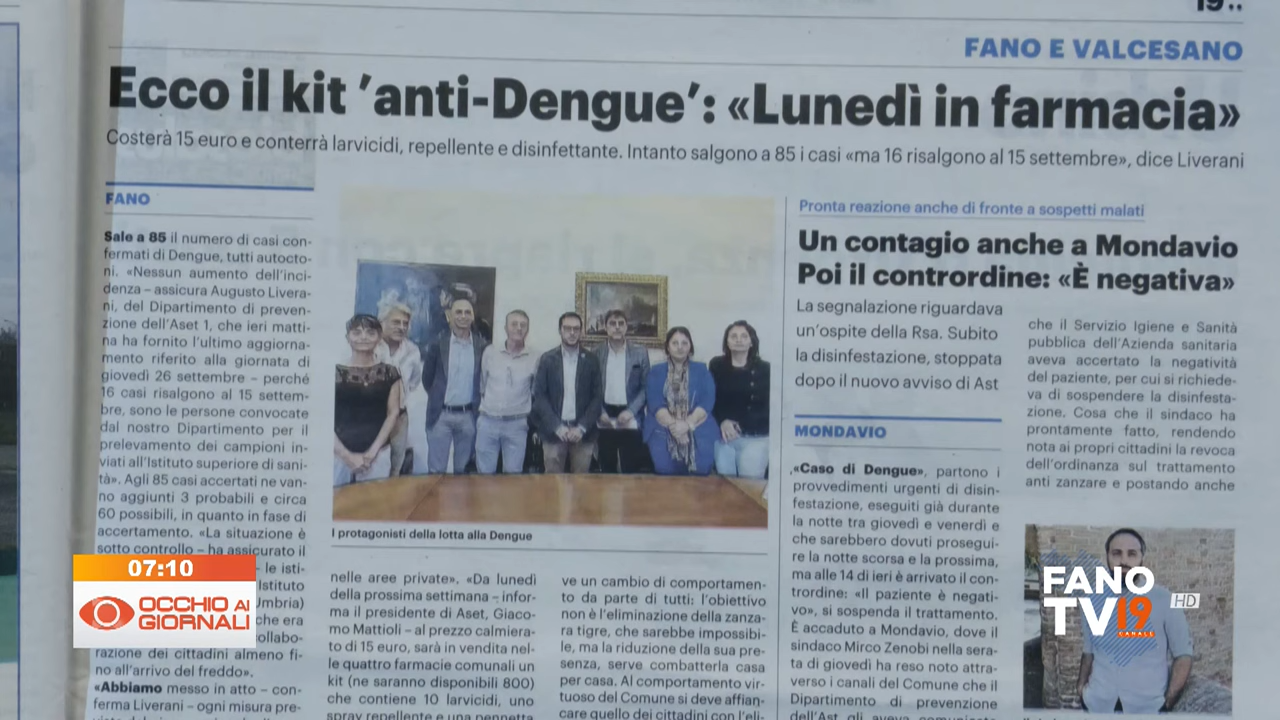 FANO E VALCESANO
Ecco il kit 'anti-Dengue': «Lunedì in farmacia»
Costerà 15 euro e conterrà larvicidi, repellente e disinfettante. Intanto salgono a 85 i casi «ma 16 risalgono al 15 settembre», dice Liverani
FANO
Sale a 85 il numero di casi con-
fermati di Dengue, tutti autocto-
ni. «Nessun aumento dell'inci-
denza – assicura Augusto Livera-
ni, del Dipartimento di preven-
zione dell'Aset 1, che ieri matti-
na ha fornito l'ultimo aggiorna-
mento riferito alla giornata di
giovedì 26 settembre – perché
16 casi risalgono al 15 settem-
bre, sono le persone convocate
dal nostro Dipartimento per il
prelevamento dei campioni in-
viati all'Istituto superiore di sani-
tà». Agli 85 casi accertati ne van-
no aggiunti 3 probabili e circa
60 possibili, in quanto in fase di
accertamento. «La situazione è
sotto controllo – ha assicurato il
– le isti-
Istituto
Umbria)
che era
collabo-
razione dei cittadini almeno fi-
no all'arrivo del freddo».
«Abbiamo messo in atto – con-
ferma Liverani – ogni misura pre-
I protagonisti della lotta alla Dengue
nelle aree private». «Da lunedì
della prossima settimana – infor-
ma il presidente di Aset, Giaco-
mo Mattioli – al prezzo calmiera-
to di 15 euro, sarà in vendita nel-
le quattro farmacie comunali un
kit (ne saranno disponibili 800)
che contiene 10 larvicidi, uno
spray repellente e una pennetta
ve un cambio di comportamen-
to da parte di tutti: l'obiettivo
non è l'eliminazione della zanza-
ra tigre, che sarebbe impossibi-
le, ma la riduzione della sua pre-
senza, serve combatterla casa
per casa. Al comportamento vir-
tuoso del Comune si deve affian-
care quello dei cittadini con l'eli-
Pronta reazione anche di fronte a sospetti malati
Un contagio anche a Mondavio
Poi il contrordine: «È negativa»
La segnalazione riguardava
un'ospite della Rsa. Subito
la disinfestazione, stoppata
dopo il nuovo avviso di Ast
MONDAVIO
«Caso di Dengue», partono i
provvedimenti urgenti di disin-
festazione, eseguiti già durante
la notte tra giovedì e venerdì e
che sarebbero dovuti prosegui-
re la notte scorsa e la prossima,
ma alle 14 di ieri è arrivato il con-
trordine: «Il paziente è negati-
vo», si sospenda il trattamento.
È accaduto a Mondavio, dove il
sindaco Mirco Zenobi nella sera-
ta di giovedì ha reso noto attra-
verso i canali del Comune che il
Dipartimento di prevenzione
dell'Ast gli aveva comunicato
che il Servizio Igiene e Sanità
pubblica dell'Azienda sanitaria
aveva accertato la negatività
del paziente, per cui si richiede-
va di sospendere la disinfesta-
zione. Cosa che il sindaco ha
prontamente fatto, rendendo
nota ai propri cittadini la revoca
dell'ordinanza sul trattamento
anti zanzare e postando anche
07:10
OCCHIO AI
GIORNALI
FANO
TV19 HD
CANALE